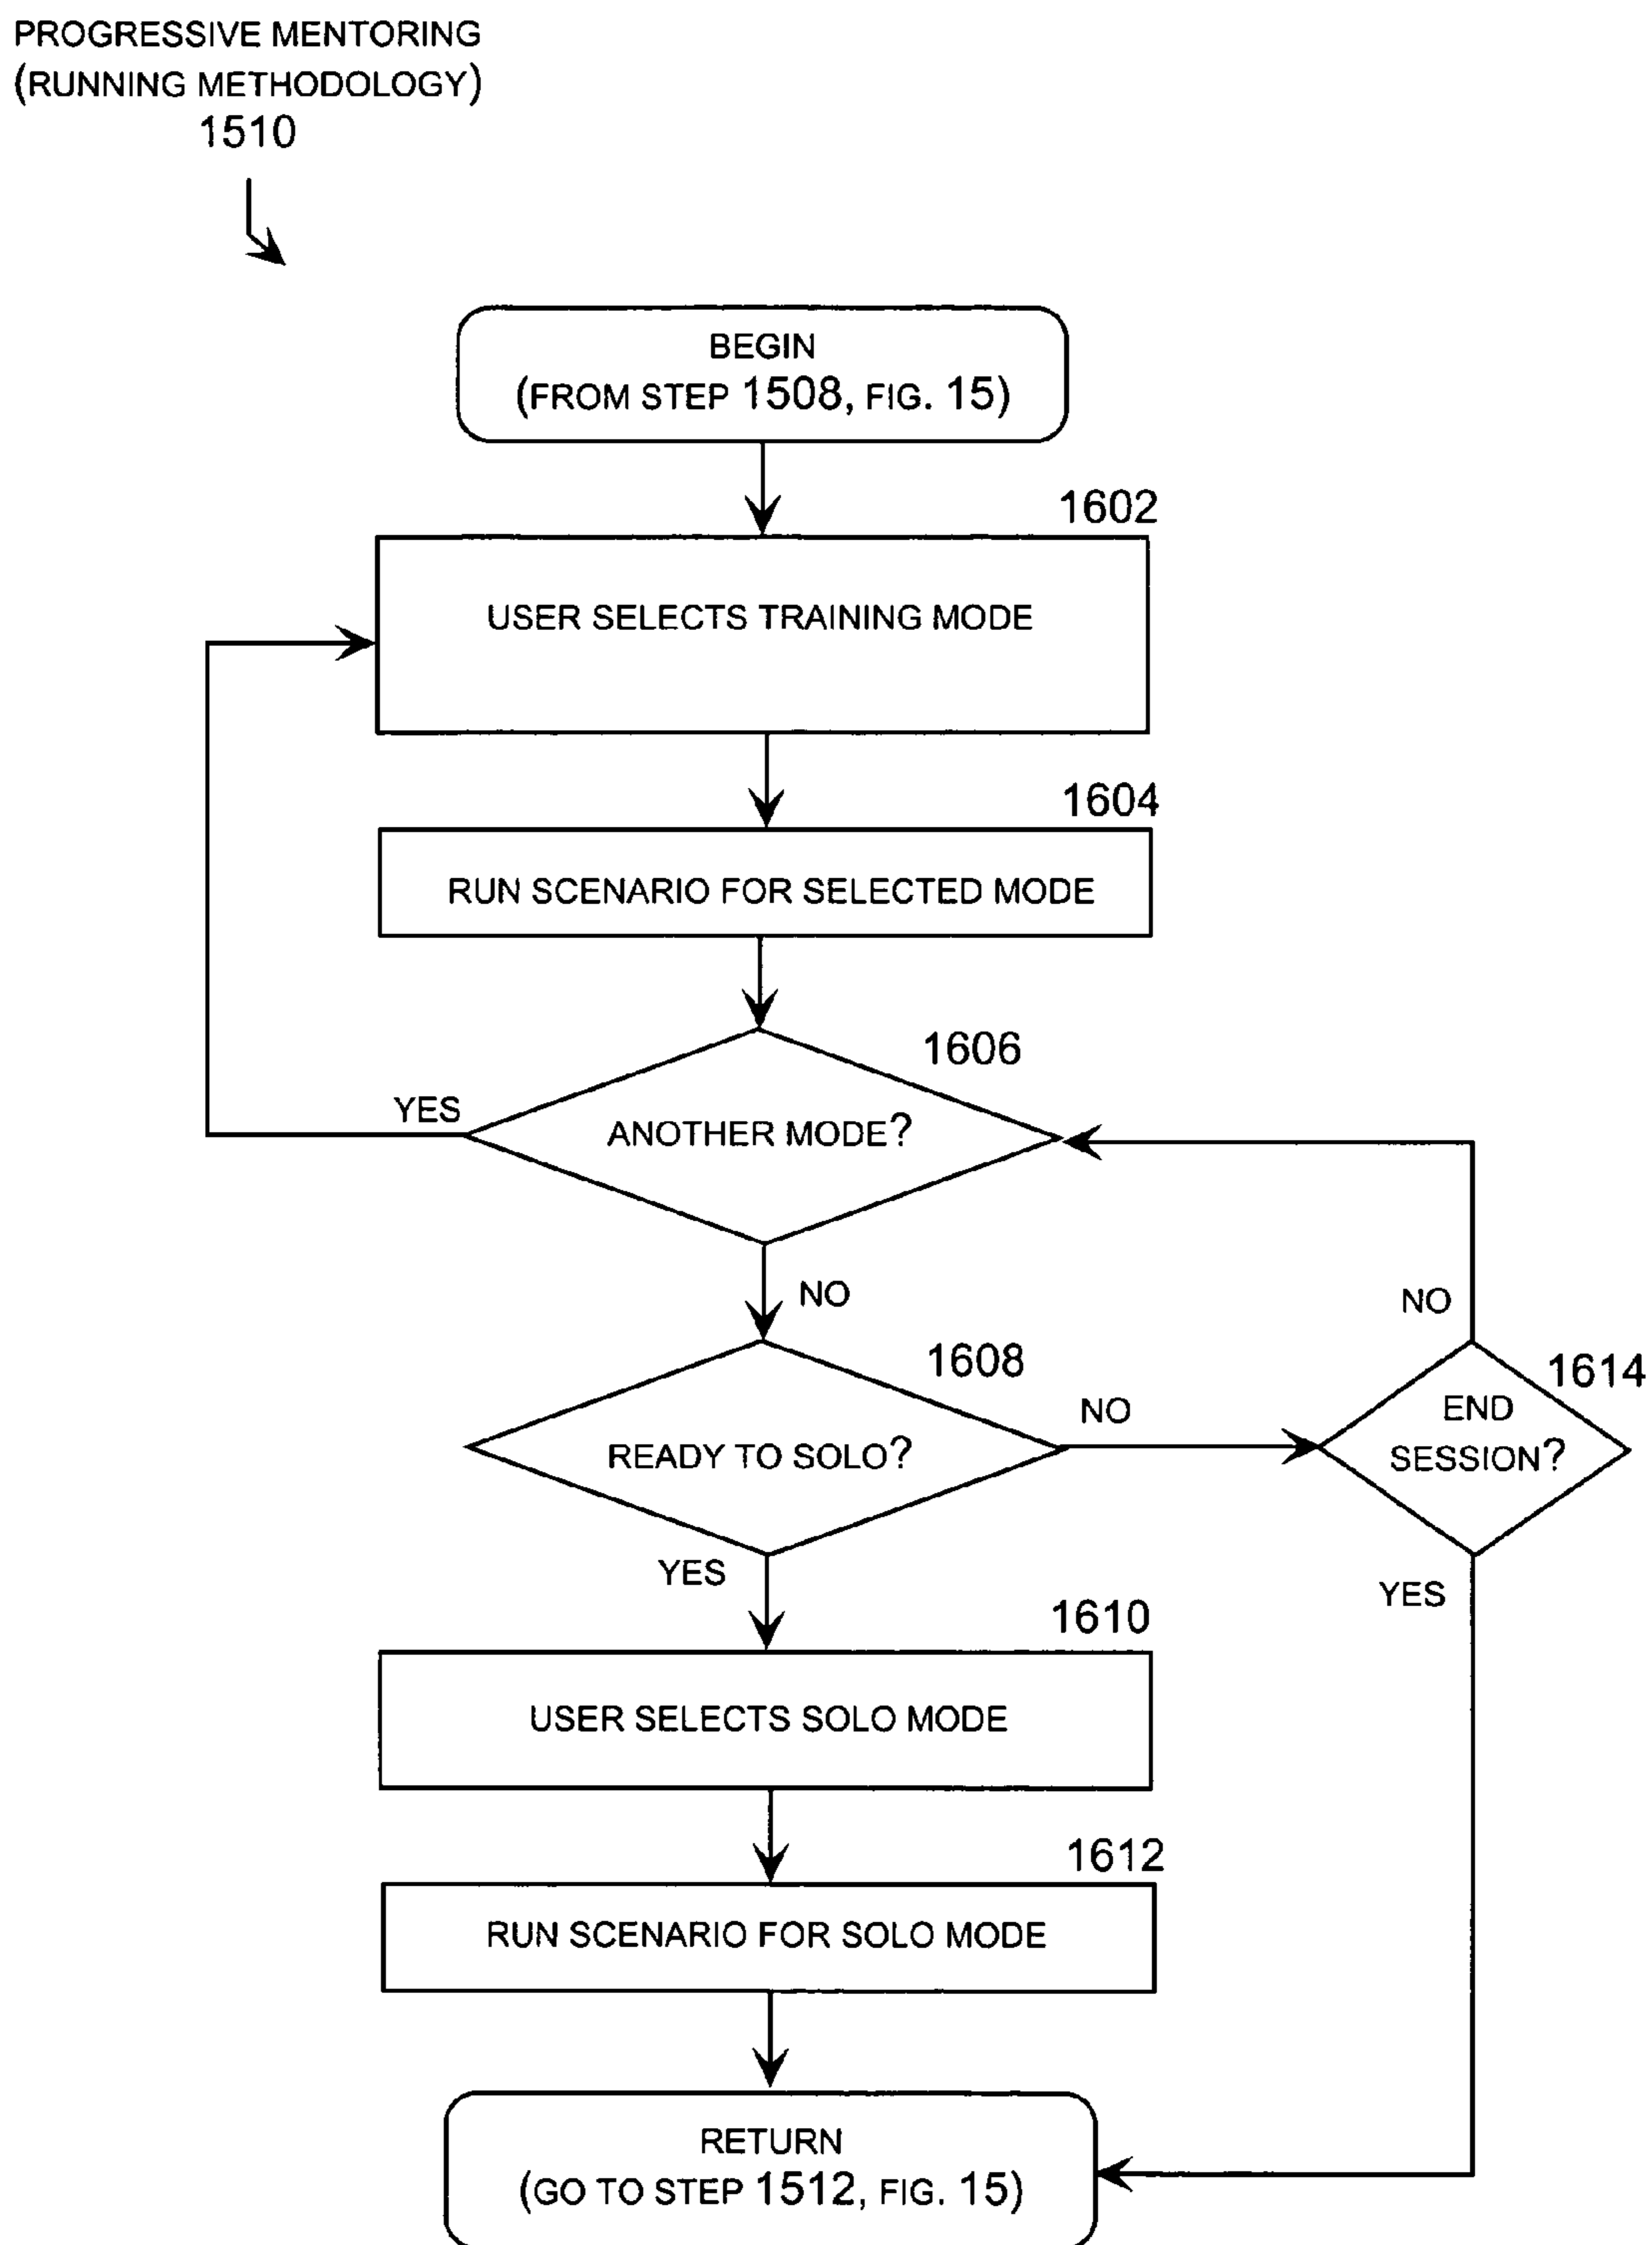 PROGRESSIVE MENTORING
(RUNNING METHODOLOGY)
1510
BEGIN
(FROM STEP 1508, FIG. 15)
1602
USER SELECTS TRAINING MODE
1604
RUN SCENARIO FOR SELECTED MODE
1606
YES
ANOTHER MODE?
NO
NO
1608
1614
NO
END
SESSION?
READY TO SOLO?
YES
YES
1610
USER SELECTS SOLO MODE
1612
RUN SCENARIO FOR SOLO MODE
RETURN
(GO TO STEP 1512, FIG. 15)